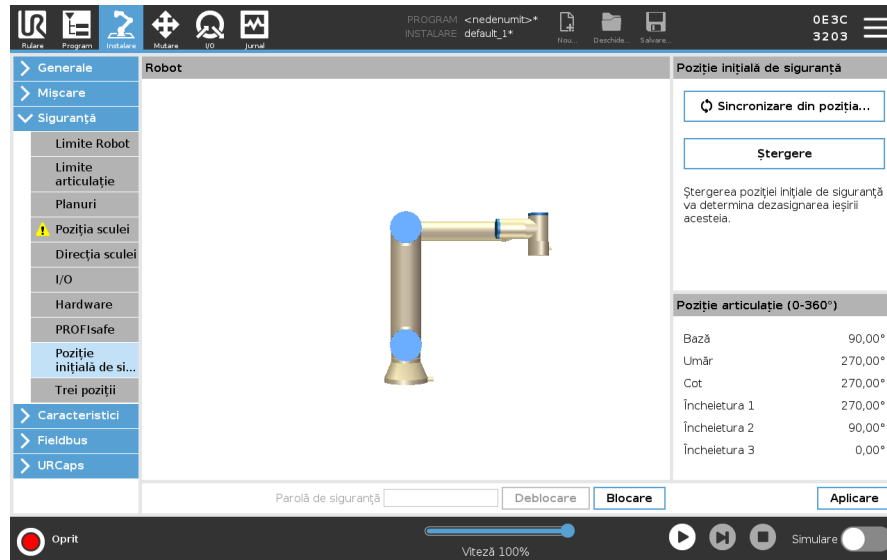 PROGRAM <nedenumit>*
INSTALARE default_1*
0E3C
3203
Rulare
Program
Instalare
Mutare
I/O
Jurnal
Nou...
Deschide...
Salvare...
Generale
Mișcare
Siguranță
Limite Robot
Limite
articulație
Planuri
Poziția sculei
Direcția sculei
I/O
Hardware
PROFIsafe
Poziție
inițială de si...
Trei poziții
Caracteristici
Fieldbus
URCaps
Robot
Poziție inițială de siguranță
Sincronizare din poziția...
Ștergere
Ștergerea poziției inițiale de siguranță
va determina dezasignarea ieșirii
acesteia.
Poziție articulație (0-360°)
Bază 90,00°
Umăr 270,00°
Cot 270,00°
Încheietura 1 270,00°
Încheietura 2 90,00°
Încheietura 3 0,00°
Parolă de siguranță
Deblocare
Blocare
Aplicare
Oprit
Viteză 100%
Simulare